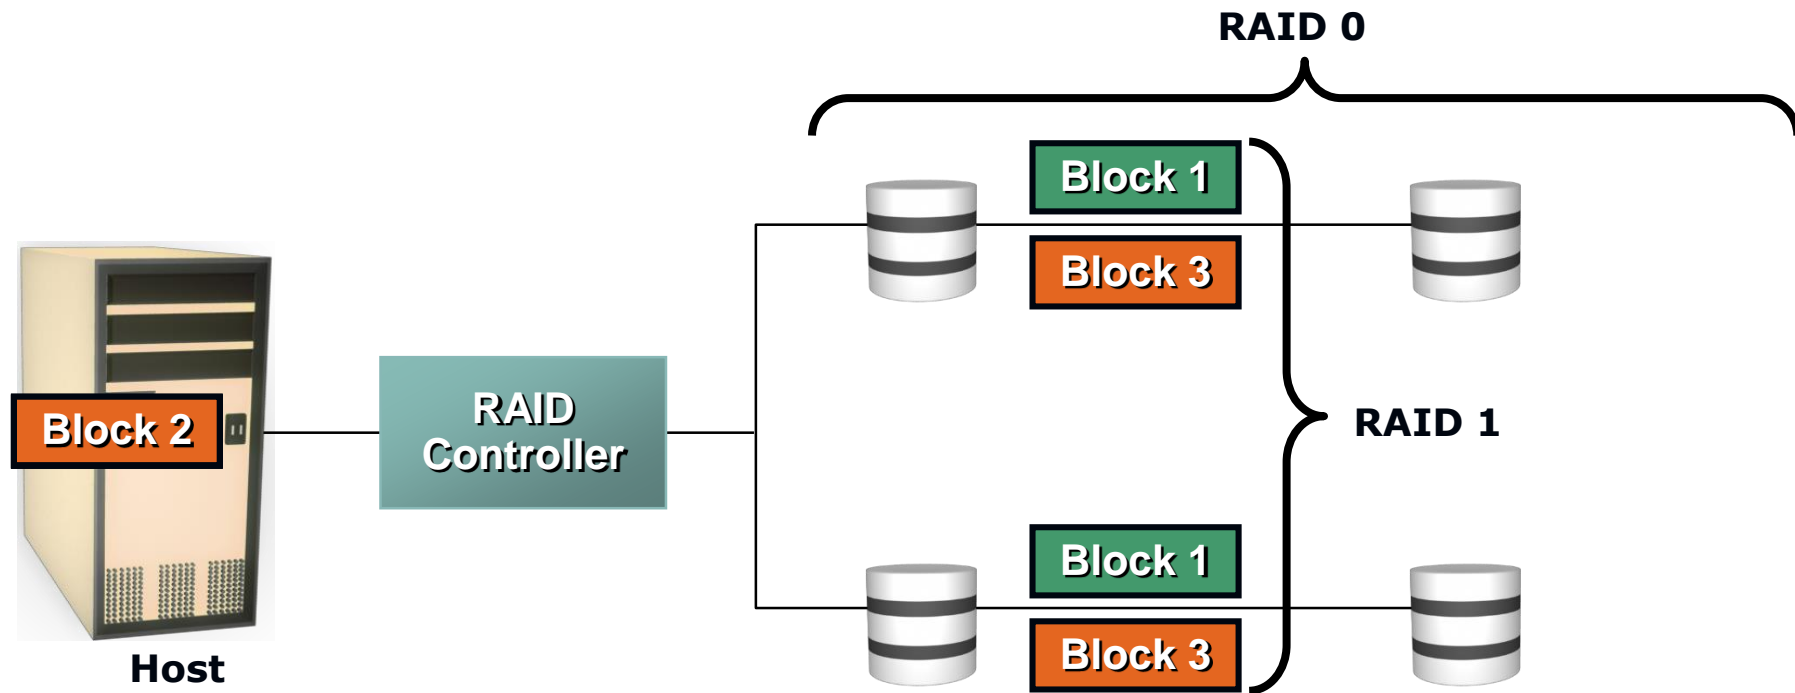 RAID 0
Block 1
Block 3
Block 2
RAID
Controller
RAID 1
Block 1
Block 3
Host